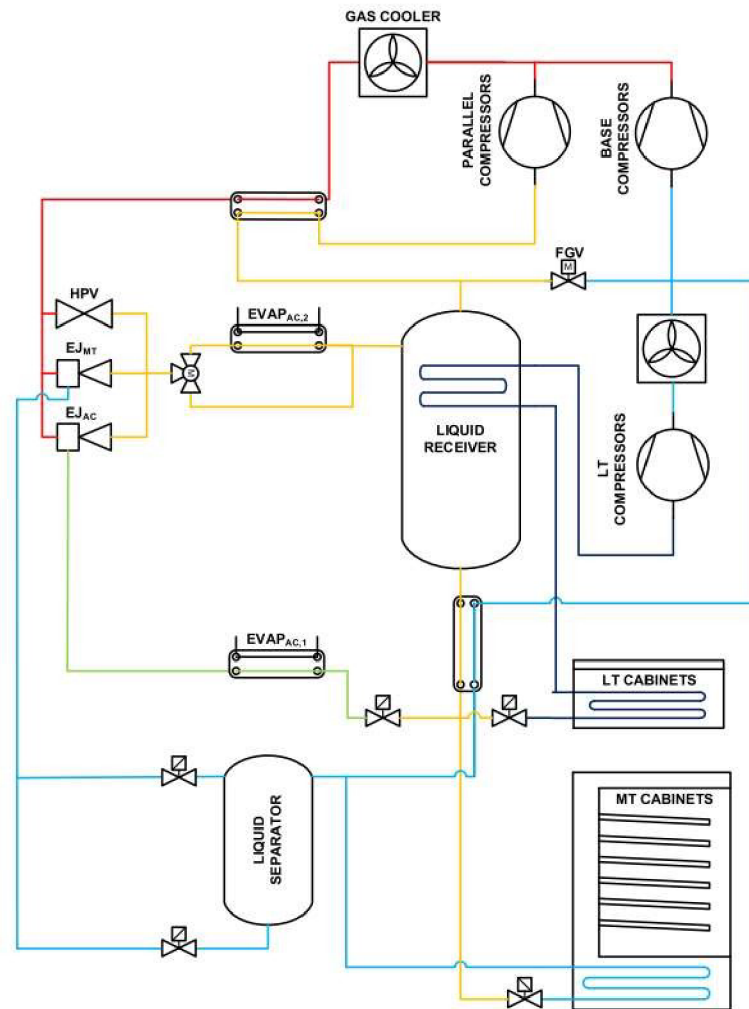 GAS COOLER
PARALLEL
COMPRESSORS
BASE
COMPRESSORS
FGV
M
HPV
EVAPAC,2
EJMT
M
EJAC
LIQUID
RECEIVER
LT
COMPRESSORS
EVAPAC,1
LT CABINETS
LIQUID
SEPARATOR
MT CABINETS